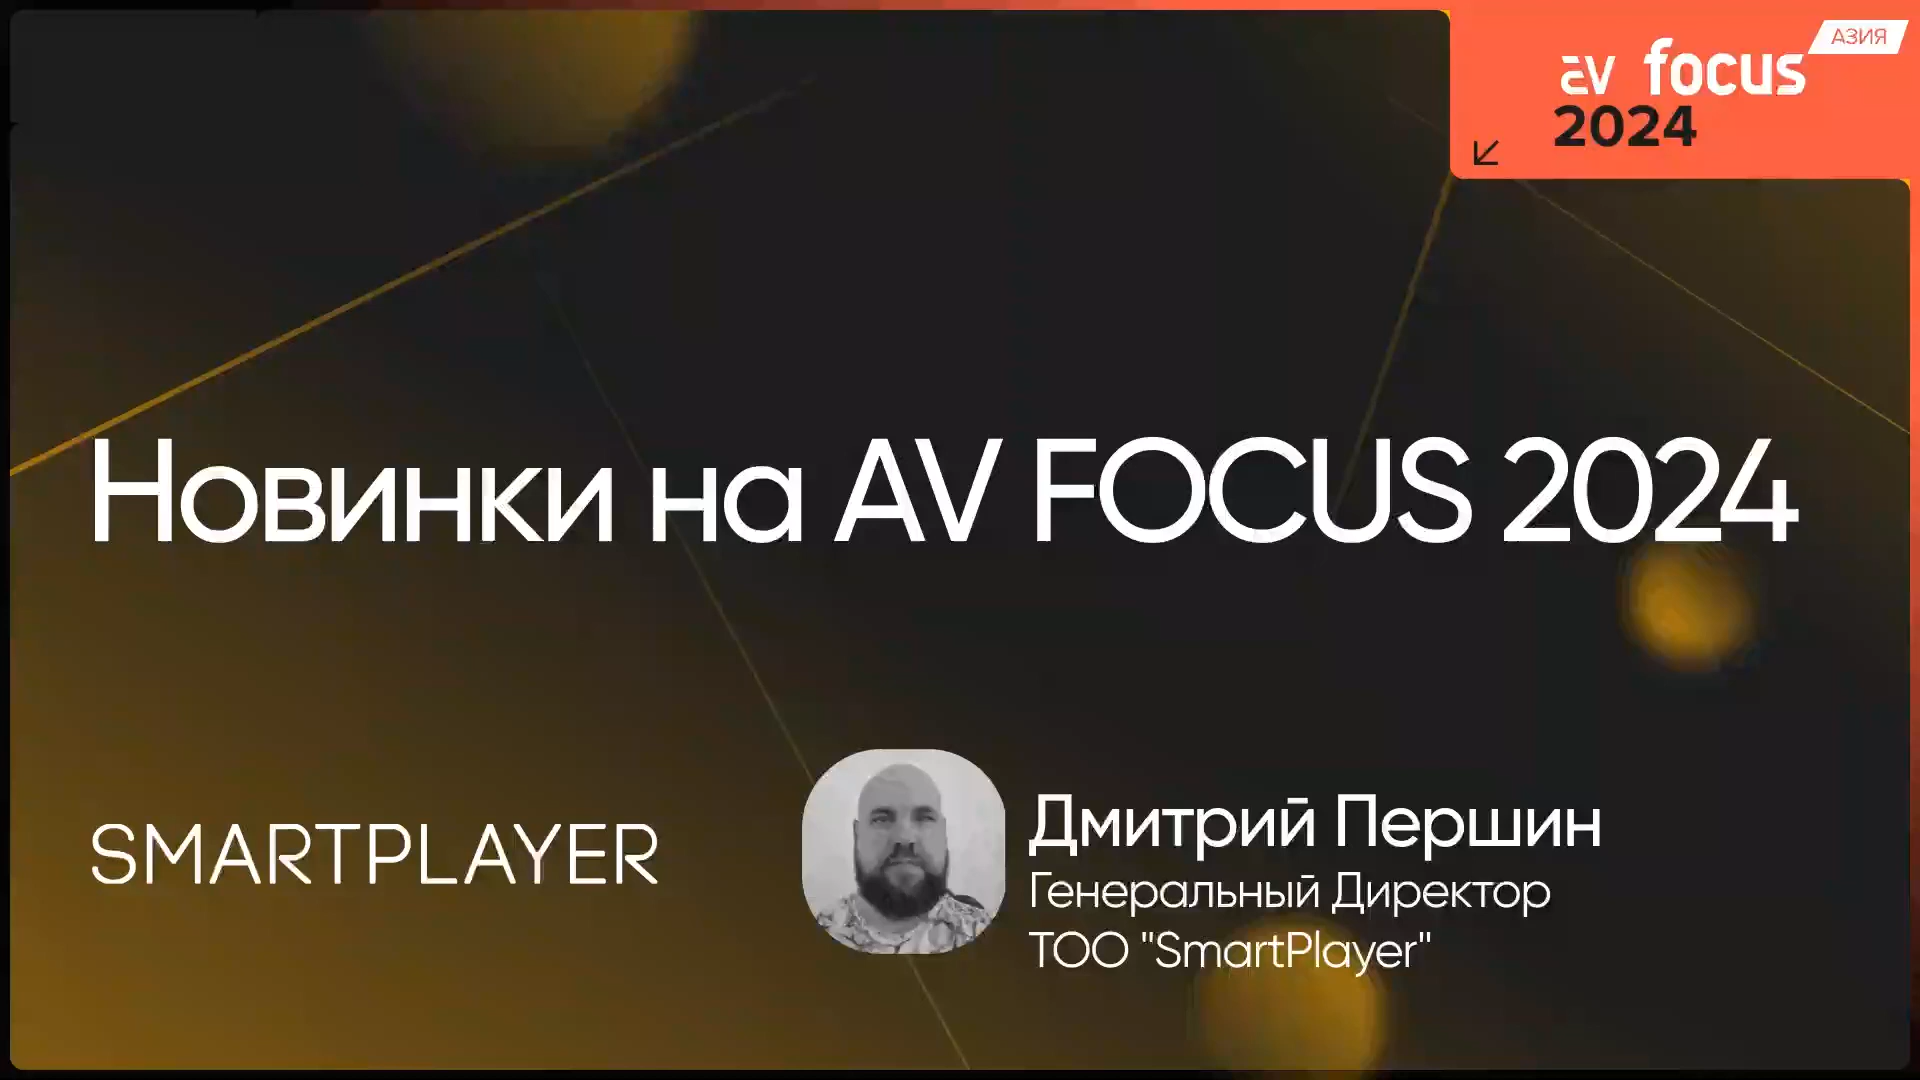 АЗИЯ
AV focus
2024
Новинки на AV FOCUS 2024
SMARTPLAYER
Дмитрий Першин
Генеральный Директор
ТОО "SmartPlayer"